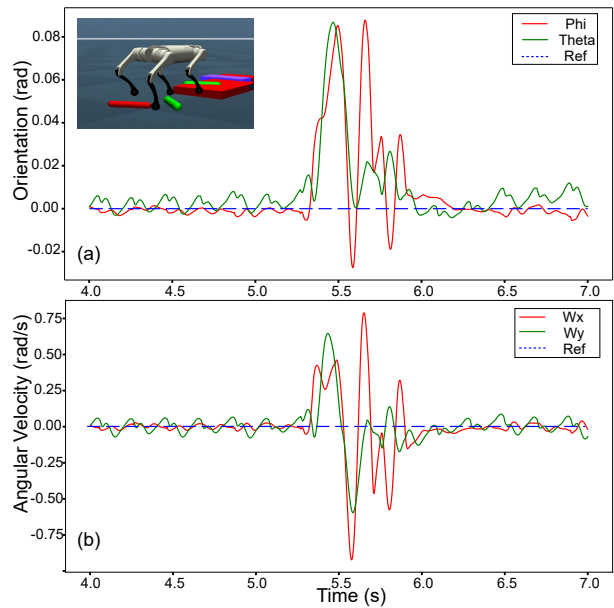 Phi
Theta
Ref
0.08
0.06
0.04
0.02
0.00
-0.02
Orientation (rad)
(a)
4.0 4.5 5.0 5.5 6.0 6.5 7.0
Wx
Wy
Ref
0.75
0.50
0.25
0.00
-0.25
-0.50
-0.75
Angular Velocity (rad/s)
(b)
4.0 4.5 5.0 5.5 6.0 6.5 7.0
Time (s)